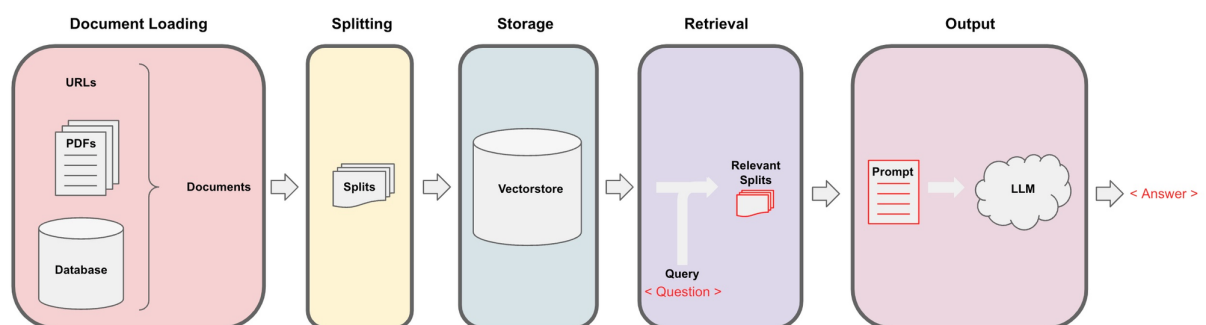 Document Loading
Splitting
Storage
Retrieval
Output
URLs
PDFs
Database
Documents
Splits
Vectorstore
Relevant
Splits
Query
< Question >
Prompt
LLM
< Answer >